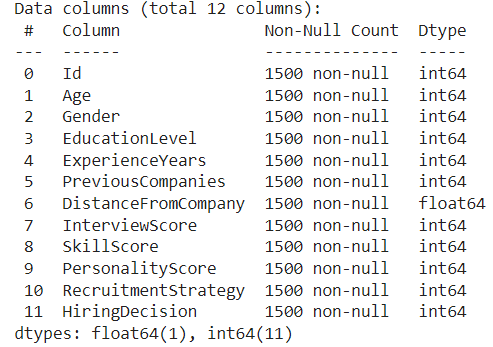 Data columns (total 12 columns):
 #   Column               Non-Null Count  Dtype
---  ------               --------------  -----
 0   Id                   1500 non-null   int64
 1   Age                  1500 non-null   int64
 2   Gender               1500 non-null   int64
 3   EducationLevel       1500 non-null   int64
 4   ExperienceYears      1500 non-null   int64
 5   PreviousCompanies    1500 non-null   int64
 6   DistanceFromCompany  1500 non-null   float64
 7   InterviewScore       1500 non-null   int64
 8   SkillScore           1500 non-null   int64
 9   PersonalityScore     1500 non-null   int64
 10  RecruitmentStrategy  1500 non-null   int64
 11  HiringDecision       1500 non-null   int64
dtypes: float64(1), int64(11)